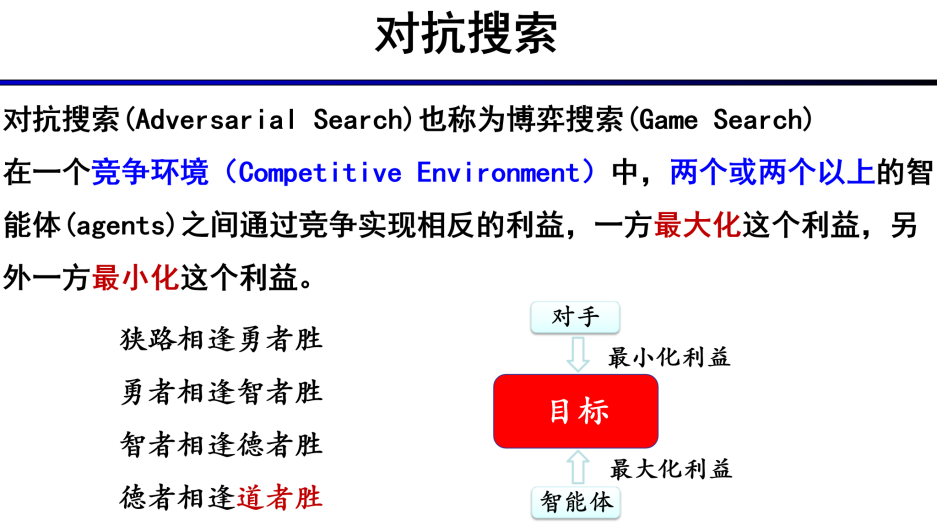 对抗搜索
对抗搜索(Adversarial Search)也称为博弈搜索(Game Search)
在一个竞争环境（Competitive Environment）中，两个或两个以上的智
能体(agents)之间通过竞争实现相反的利益，一方最大化这个利益，另
外一方最小化这个利益。
狭路相逢勇者胜
勇者相逢智者胜
智者相逢德者胜
德者相逢道者胜
对手
最小化利益
目标
最大化利益
智能体